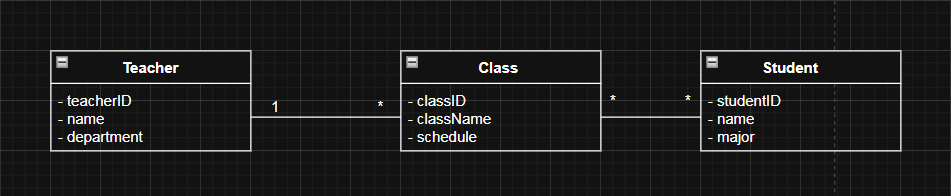 Teacher
- teacherID
- name
- department
1
*
Class
- classID
- className
- schedule
*
*
Student
- studentID
- name
- major